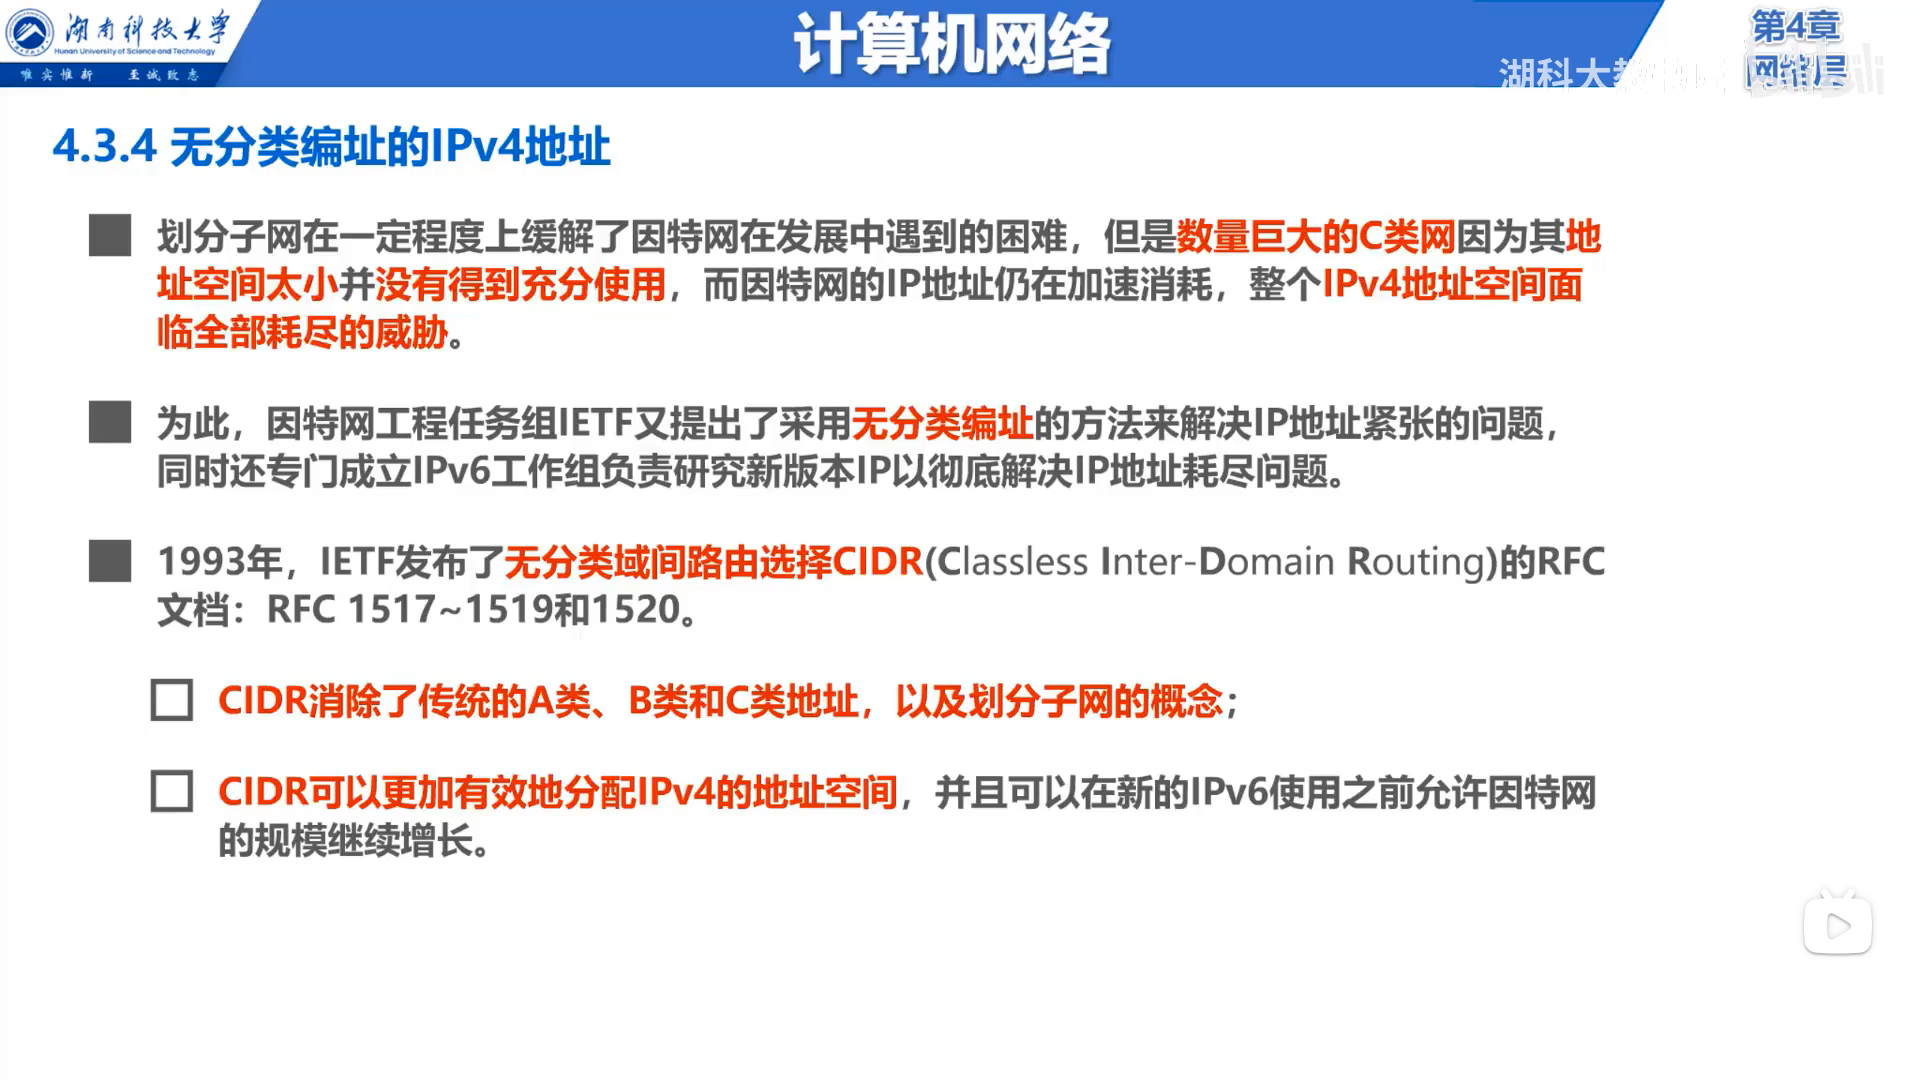 湖南科技大学
Hunan University of Science and Technology
唯实惟新 至诚致志
计算机网络
第4章
网络层
湖科大教
4.3.4 无分类编址的IPv4地址
划分子网在一定程度上缓解了因特网在发展中遇到的困难，但是数量巨大的C类网因为其地
址空间太小并没有得到充分使用，而因特网的IP地址仍在加速消耗，整个IPv4地址空间面
临全部耗尽的威胁。
为此，因特网工程任务组IETF又提出了采用无分类编址的方法来解决IP地址紧张的问题，
同时还专门成立IPv6工作组负责研究新版本IP以彻底解决IP地址耗尽问题。
1993年，IETF发布了无分类域间路由选择CIDR(Classless Inter-Domain Routing)的RFC
文档：RFC 1517~1519和1520。
CIDR消除了传统的A类、B类和C类地址，以及划分子网的概念；
CIDR可以更加有效地分配IPv4的地址空间，并且可以在新的IPv6使用之前允许因特网
的规模继续增长。